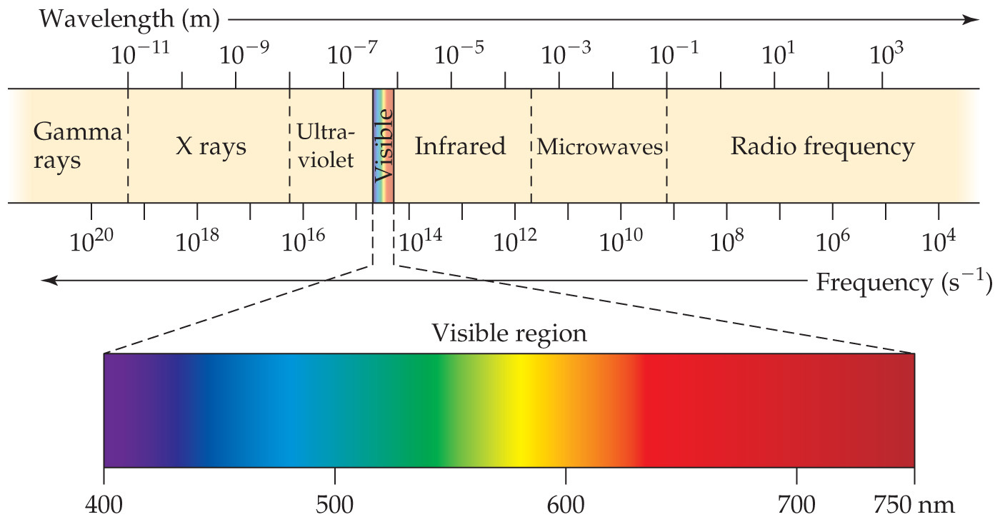 Wavelength (m)
10⁻¹¹ 10⁻⁹ 10⁻⁷ 10⁻⁵ 10⁻³ 10⁻¹ 10¹ 10³
Gamma
rays
X rays
Ultra-
violet
Visible
Infrared
Microwaves
Radio frequency
10²⁰ 10¹⁸ 10¹⁶ 10¹⁴ 10¹² 10¹⁰ 10⁸ 10⁶ 10⁴
Frequency (s⁻¹)
Visible region
400 500 600 700 750 nm